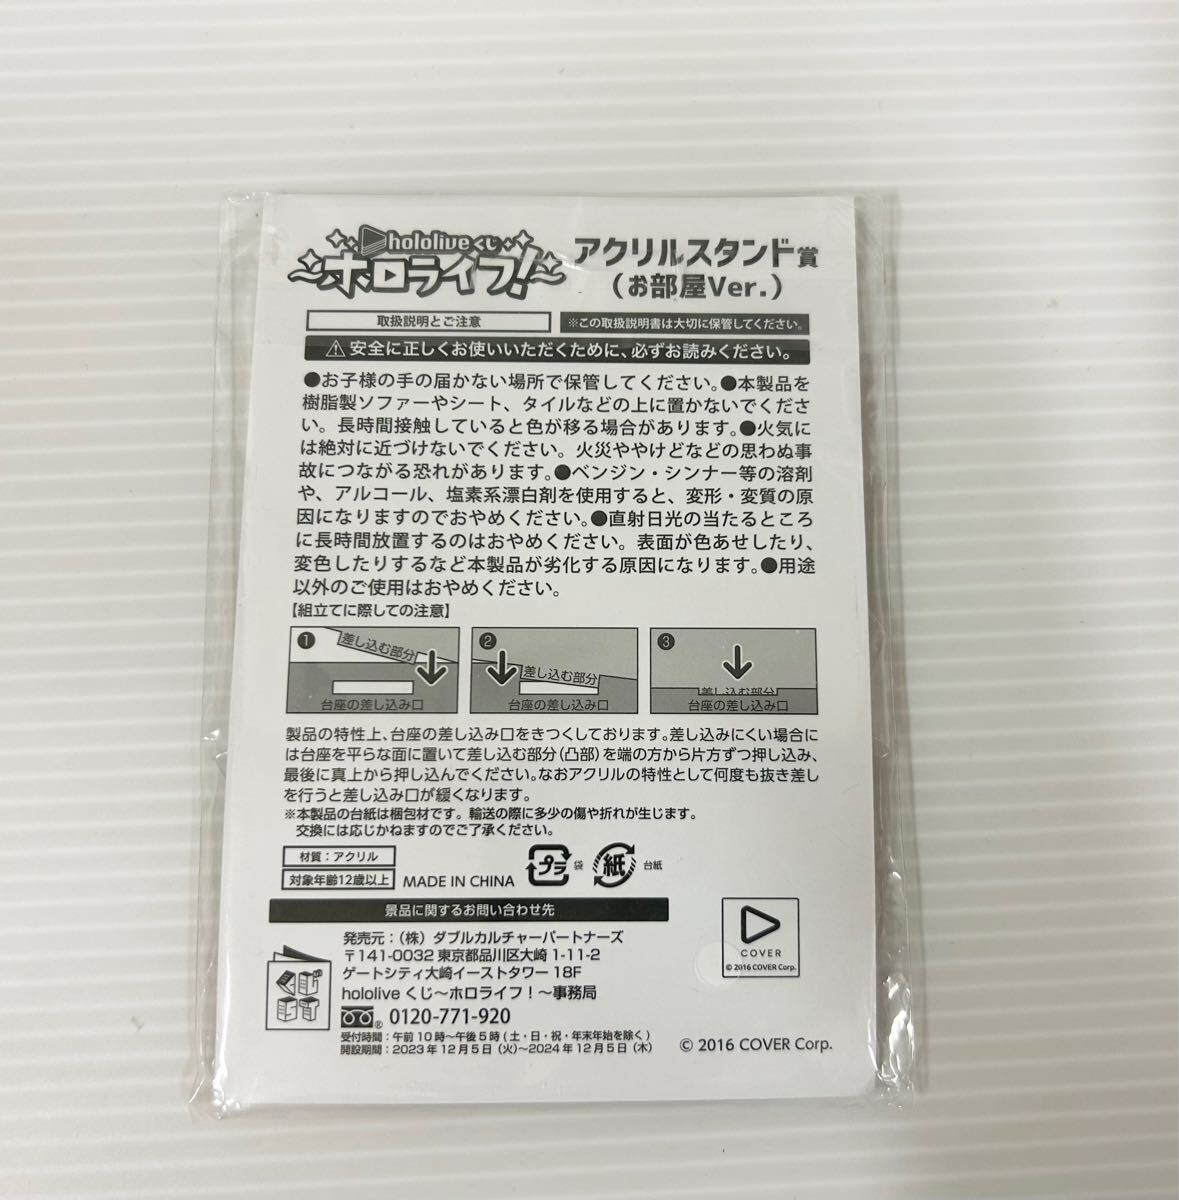 hololiveくじ
～ホロライブ！～
アクリルスタンド賞
（お部屋Ver.）
取扱説明とご注意
※この取扱説明書は大切に保管してください。
⚠安全に正しくお使いいただくために、必ずお読みください。
●お子様の手の届かない場所で保管してください。●本製品を
樹脂製ソファーやシート、タイルなどの上に置かないでくださ
い。長時間接触していると色が移る場合があります。●火気に
は絶対に近づけないでください。火災ややけどなどの思わぬ事
故につながる恐れがあります。●ベンジン・シンナー等の溶剤
や、アルコール、塩素系漂白剤を使用すると、変形・変質の原
因になりますのでおやめください。●直射日光の当たるところ
に長時間放置するのはおやめください。表面が色あせしたり、
変色したりするなど本製品が劣化する原因になります。●用途
以外のご使用はおやめください。
【組立てに際しての注意】
❶ 差し込む部分
台座の差し込み口
❷ 差し込む部分
台座の差し込み口
❸
差し込む部分
台座の差し込み口
製品の特性上、台座の差し込み口をきつくしております。差し込みにくい場合に
は台座を平らな面に置いて差し込む部分（凸部）を端の方から片方ずつ押し込み、
最後に真上から押し込んでください。なおアクリルの特性として何度も抜き差し
を行うと差し込み口が緩くなります。
※本製品の台紙は梱包材です。輸送の際に多少の傷や折れが生じます。
交換には応じかねますのでご了承ください。
材質：アクリル
対象年齢12歳以上
MADE IN CHINA
プラ 袋
紙 台紙
景品に関するお問い合わせ先
発売元：（株）ダブルカルチャーパートナーズ
〒141-0032 東京都品川区大崎 1-11-2
ゲートシティ大崎イーストタワー 18F
hololive くじ～ホロライブ！～事務局
® 0120-771-920
受付時間：午前 10 時～午後 5 時 ( 土・日・祝・年末年始を除く )
開設期間：2023 年 12 月 5 日（火）～2024 年 12 月 5 日（木）
COVER
© 2016 COVER Corp.
© 2016 COVER Corp.